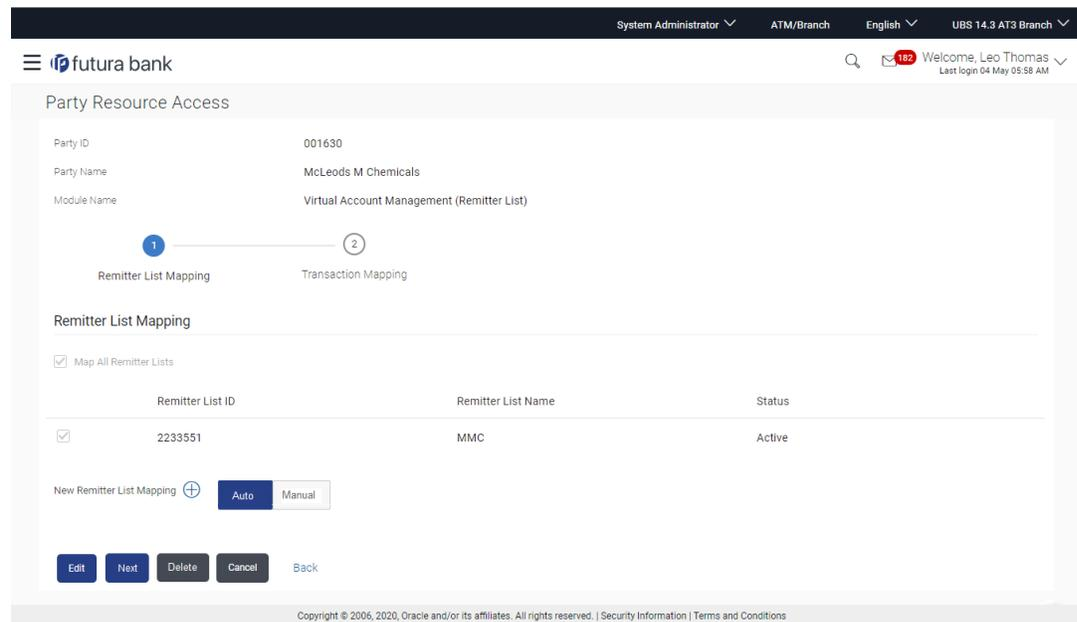 System Administrator ATM/Branch English UBS 14.3 AT3 Branch
futura bank 182 Welcome, Leo Thomas
Last login 04 May 05:58 AM
Party Resource Access
Party ID 001630
Party Name McLeods M Chemicals
Module Name Virtual Account Management (Remitter List)
1 2
Remitter List Mapping Transaction Mapping
Remitter List Mapping
Map All Remitter Lists
Remitter List ID Remitter List Name Status
2233551 MMC Active
New Remitter List Mapping Auto Manual
Edit Next Delete Cancel Back
Copyright © 2006, 2020, Oracle and/or its affiliates. All rights reserved. | Security Information | Terms and Conditions